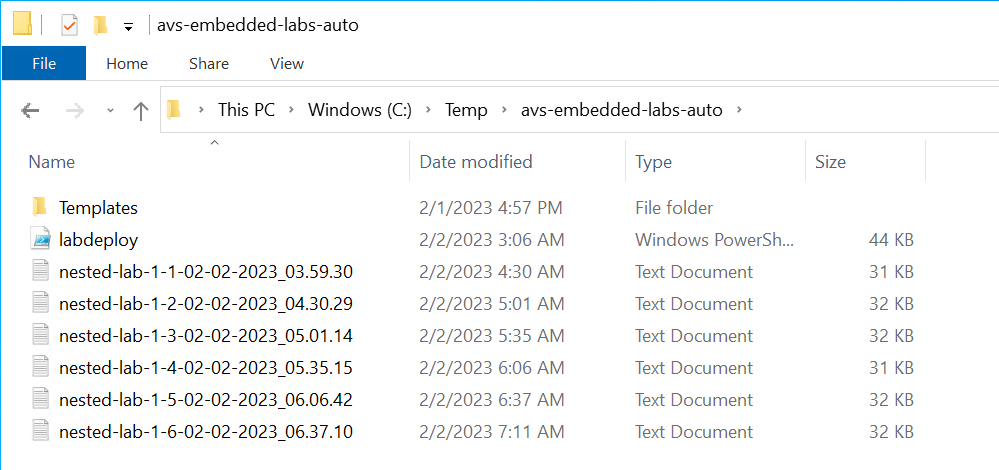 avs-embedded-labs-auto
File Home Share View
This PC Windows (C:) Temp avs-embedded-labs-auto
Name Date modified Type Size
Templates 2/1/2023 4:57 PM File folder
labdeploy 2/2/2023 3:06 AM Windows PowerSh... 44 KB
nested-lab-1-1-02-02-2023_03.59.30 2/2/2023 4:30 AM Text Document 31 KB
nested-lab-1-2-02-02-2023_04.30.29 2/2/2023 5:01 AM Text Document 32 KB
nested-lab-1-3-02-02-2023_05.01.14 2/2/2023 5:35 AM Text Document 32 KB
nested-lab-1-4-02-02-2023_05.35.15 2/2/2023 6:06 AM Text Document 31 KB
nested-lab-1-5-02-02-2023_06.06.42 2/2/2023 6:37 AM Text Document 32 KB
nested-lab-1-6-02-02-2023_06.37.10 2/2/2023 7:11 AM Text Document 32 KB